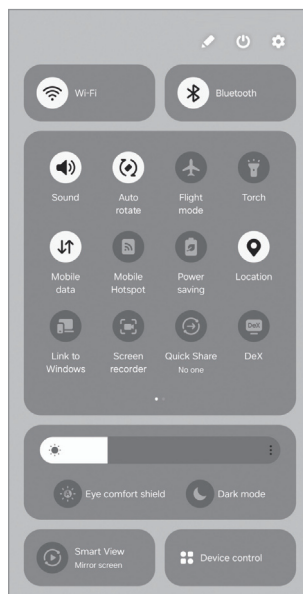 Wi-Fi
Bluetooth
Sound
Auto
rotate
Flight
mode
Torch
Mobile
data
Mobile
Hotspot
Power
saving
Location
Link to
Windows
Screen
recorder
Quick Share
No one
DeX
DeX
Eye comfort shield
Dark mode
Smart View
Mirror screen
Device control